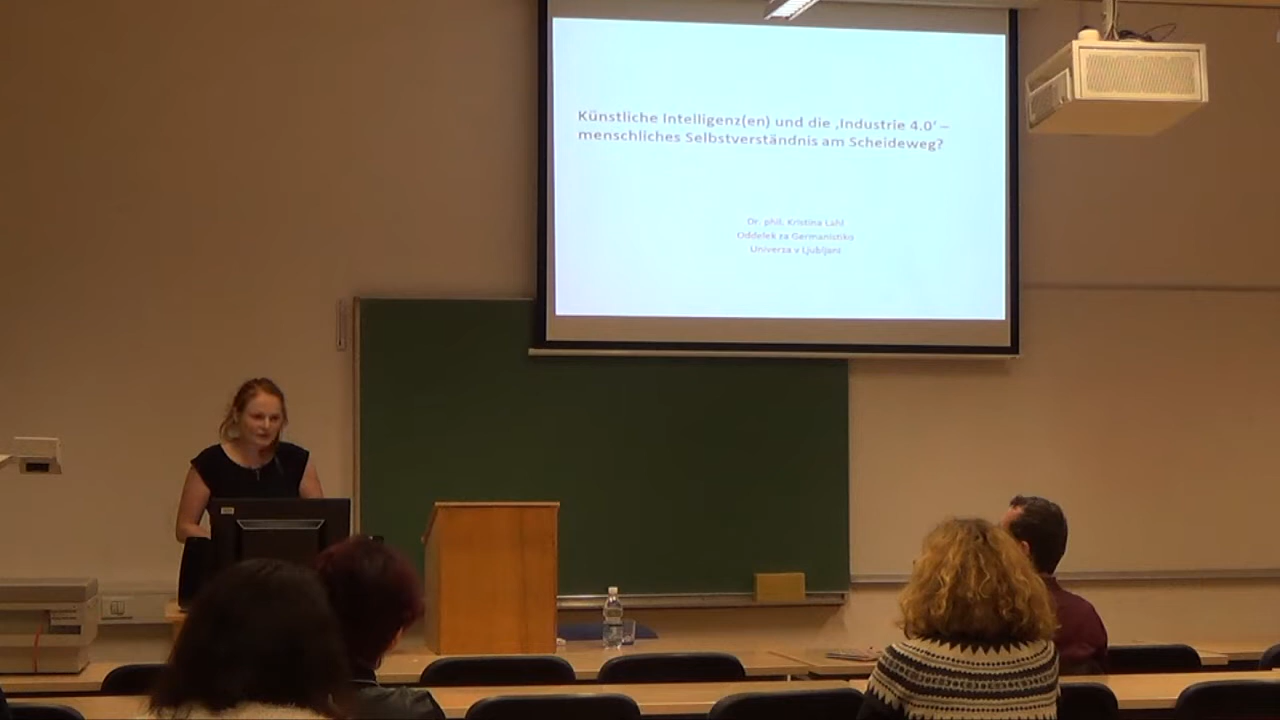 Künstliche Intelligenz(en) und die ‚Industrie 4.0‘ –
menschliches Selbstverständnis am Scheideweg?
Dr. phil. Kristina Lahl
Oddelek za Germanistiko
Univerza v Ljubljani